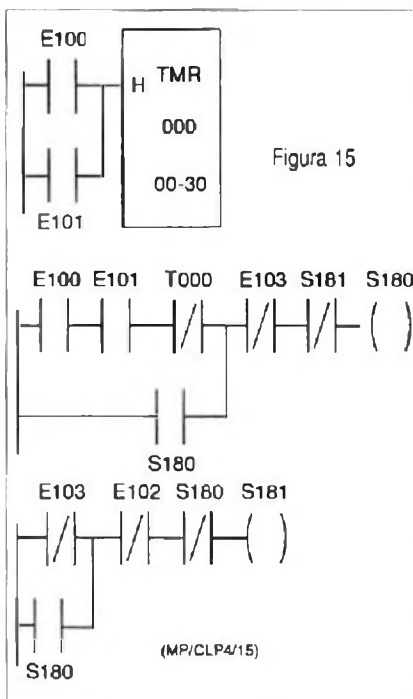 E100
H TMR
000
00-30
E101
Figura 15
E100 E101 T000 E103 S181 S180
S180
E103 E102 S180 S181
S180
(MP/CLP4/15)